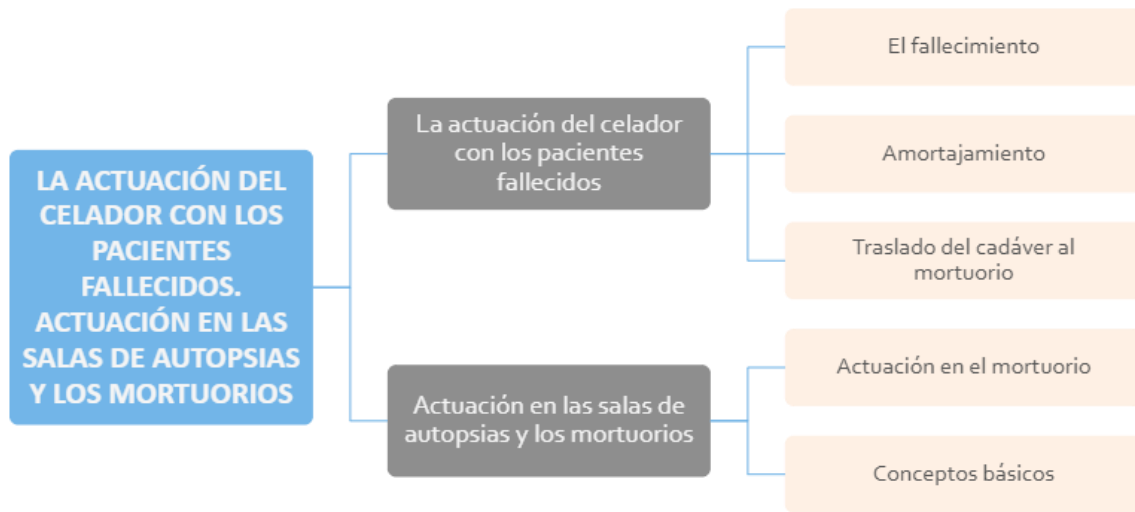 LA ACTUACIÓN DEL
CELADOR CON LOS
PACIENTES
FALLECIDOS.
ACTUACIÓN EN LAS
SALAS DE AUTOPSIAS
Y LOS MORTUORIOS
La actuación del celador
con los pacientes
fallecidos
El fallecimiento
Amortajamiento
Traslado del cadáver al
mortuorio
Actuación en las salas de
autopsias y los mortuorios
Actuación en el mortuorio
Conceptos básicos